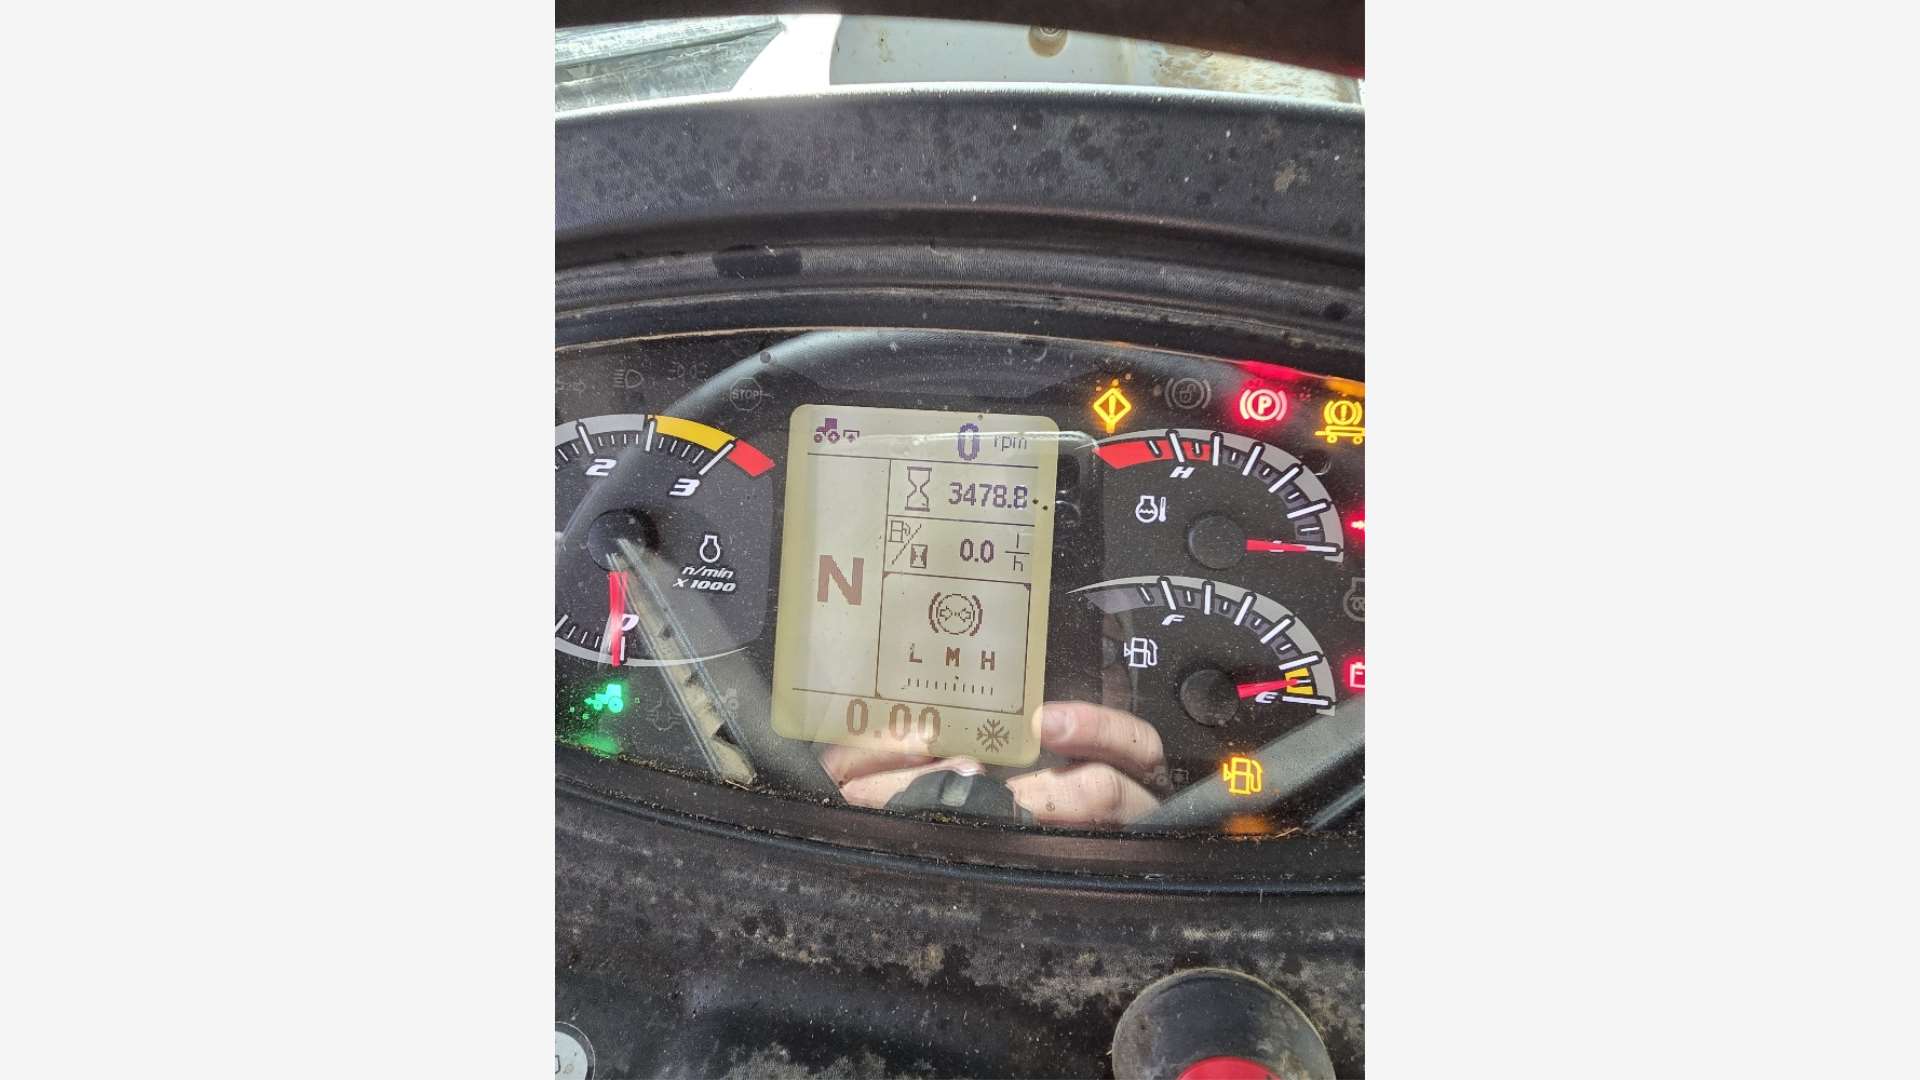 STOP
0 rpm
3478.8
0.0 l/h
N
L M H
0.00
2
3
n/min
X 1000
0
P
H
F
E